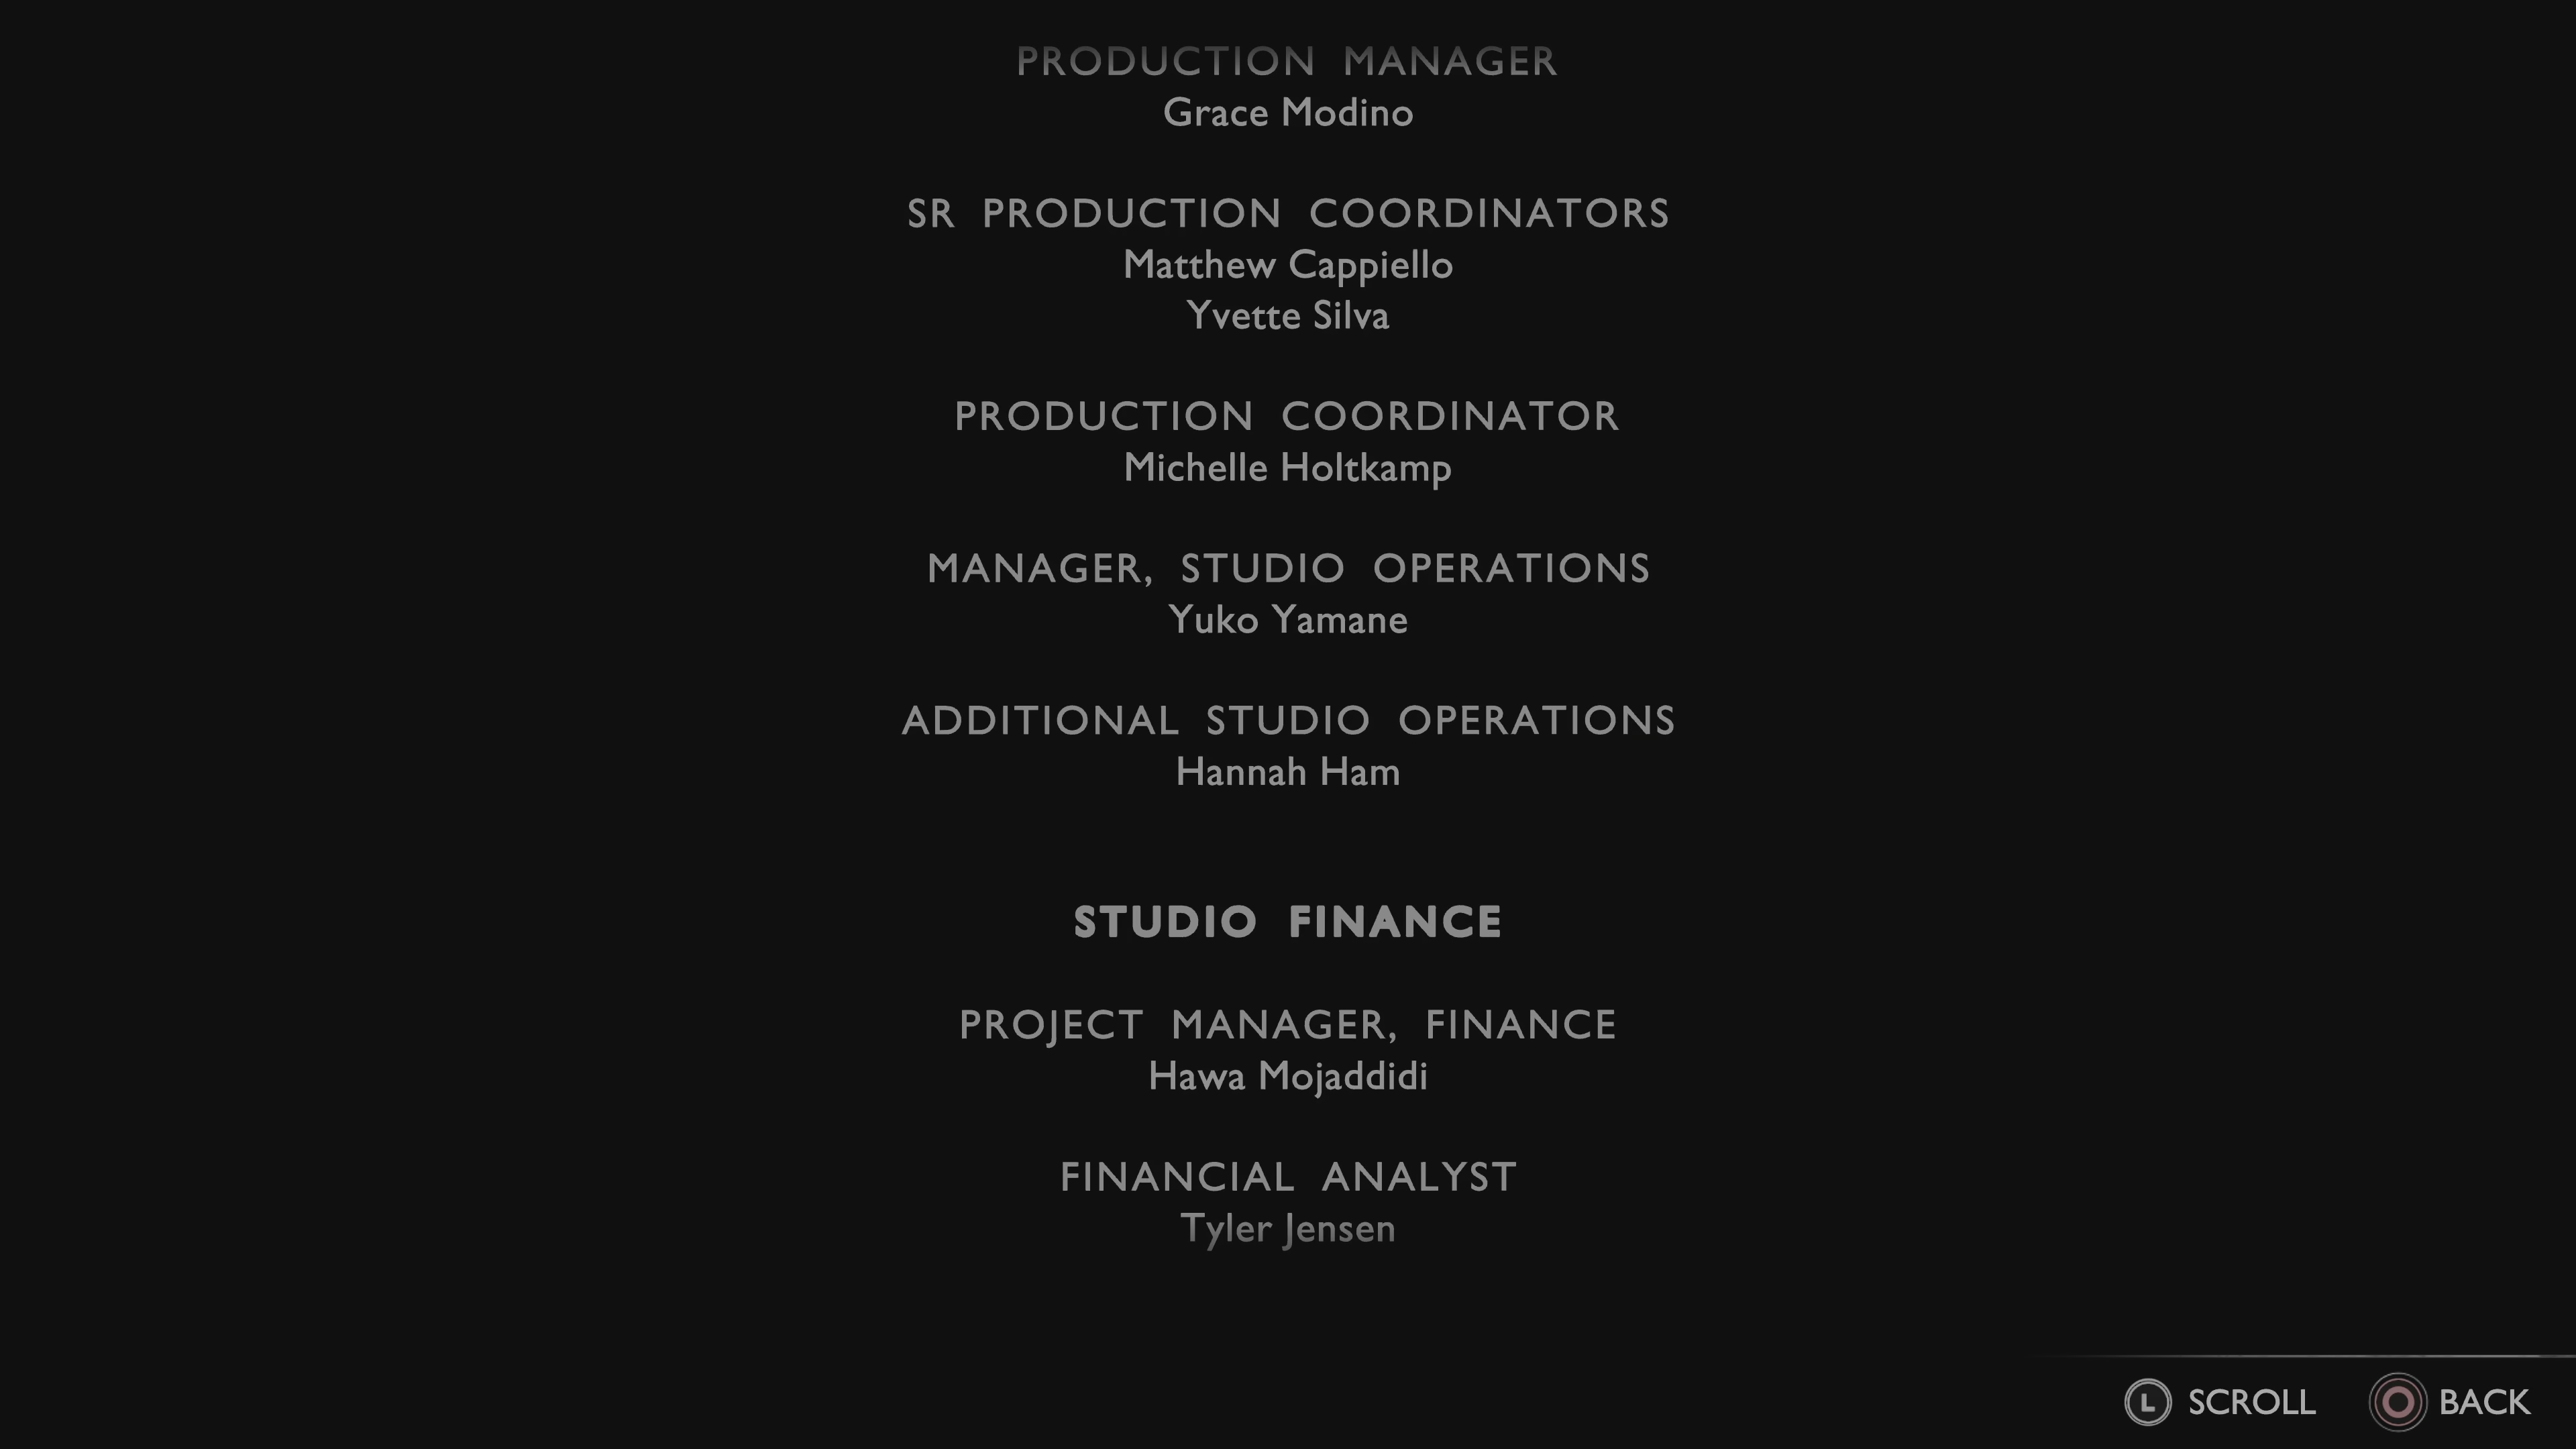 PRODUCTION MANAGER
Grace Modino
SR PRODUCTION COORDINATORS
Matthew Cappiello
Yvette Silva
PRODUCTION COORDINATOR
Michelle Holtkamp
MANAGER, STUDIO OPERATIONS
Yuko Yamane
ADDITIONAL STUDIO OPERATIONS
Hannah Ham
STUDIO FINANCE
PROJECT MANAGER, FINANCE
Hawa Mojaddidi
FINANCIAL ANALYST
Tyler Jensen
L SCROLL BACK